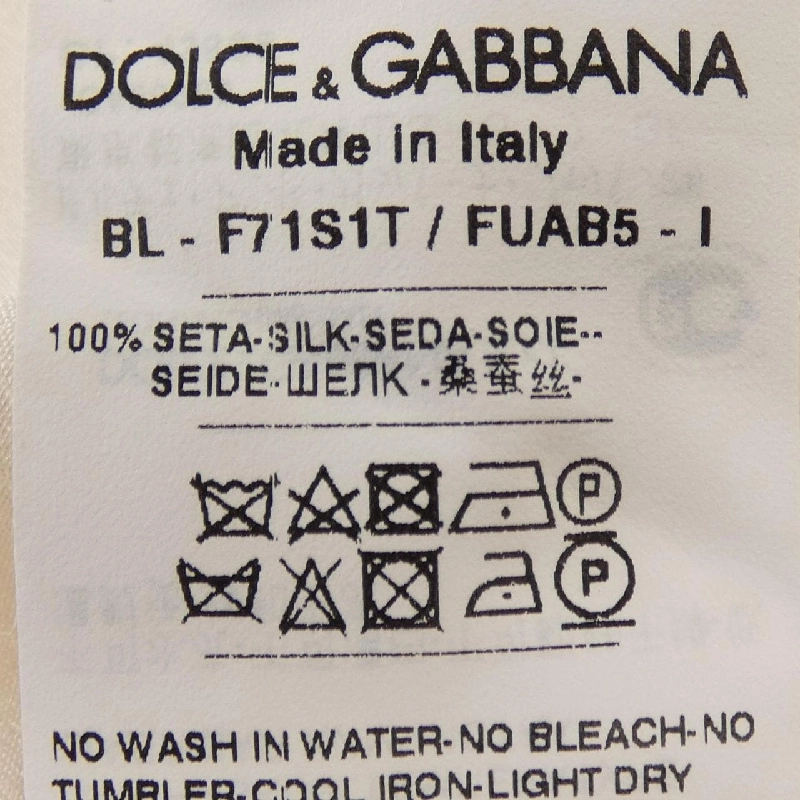 DOLCE & GABBANA
Made in Italy
BL - F71S1T / FUAB5 - I
100% SETA-SILK-SEDA-SOIE--
SEIDE-ШЕЛК - 桑蚕丝-
P
P
NO WASH IN WATER-NO BLEACH-NO
TUMBLER-COOL IRON-LIGHT DRY